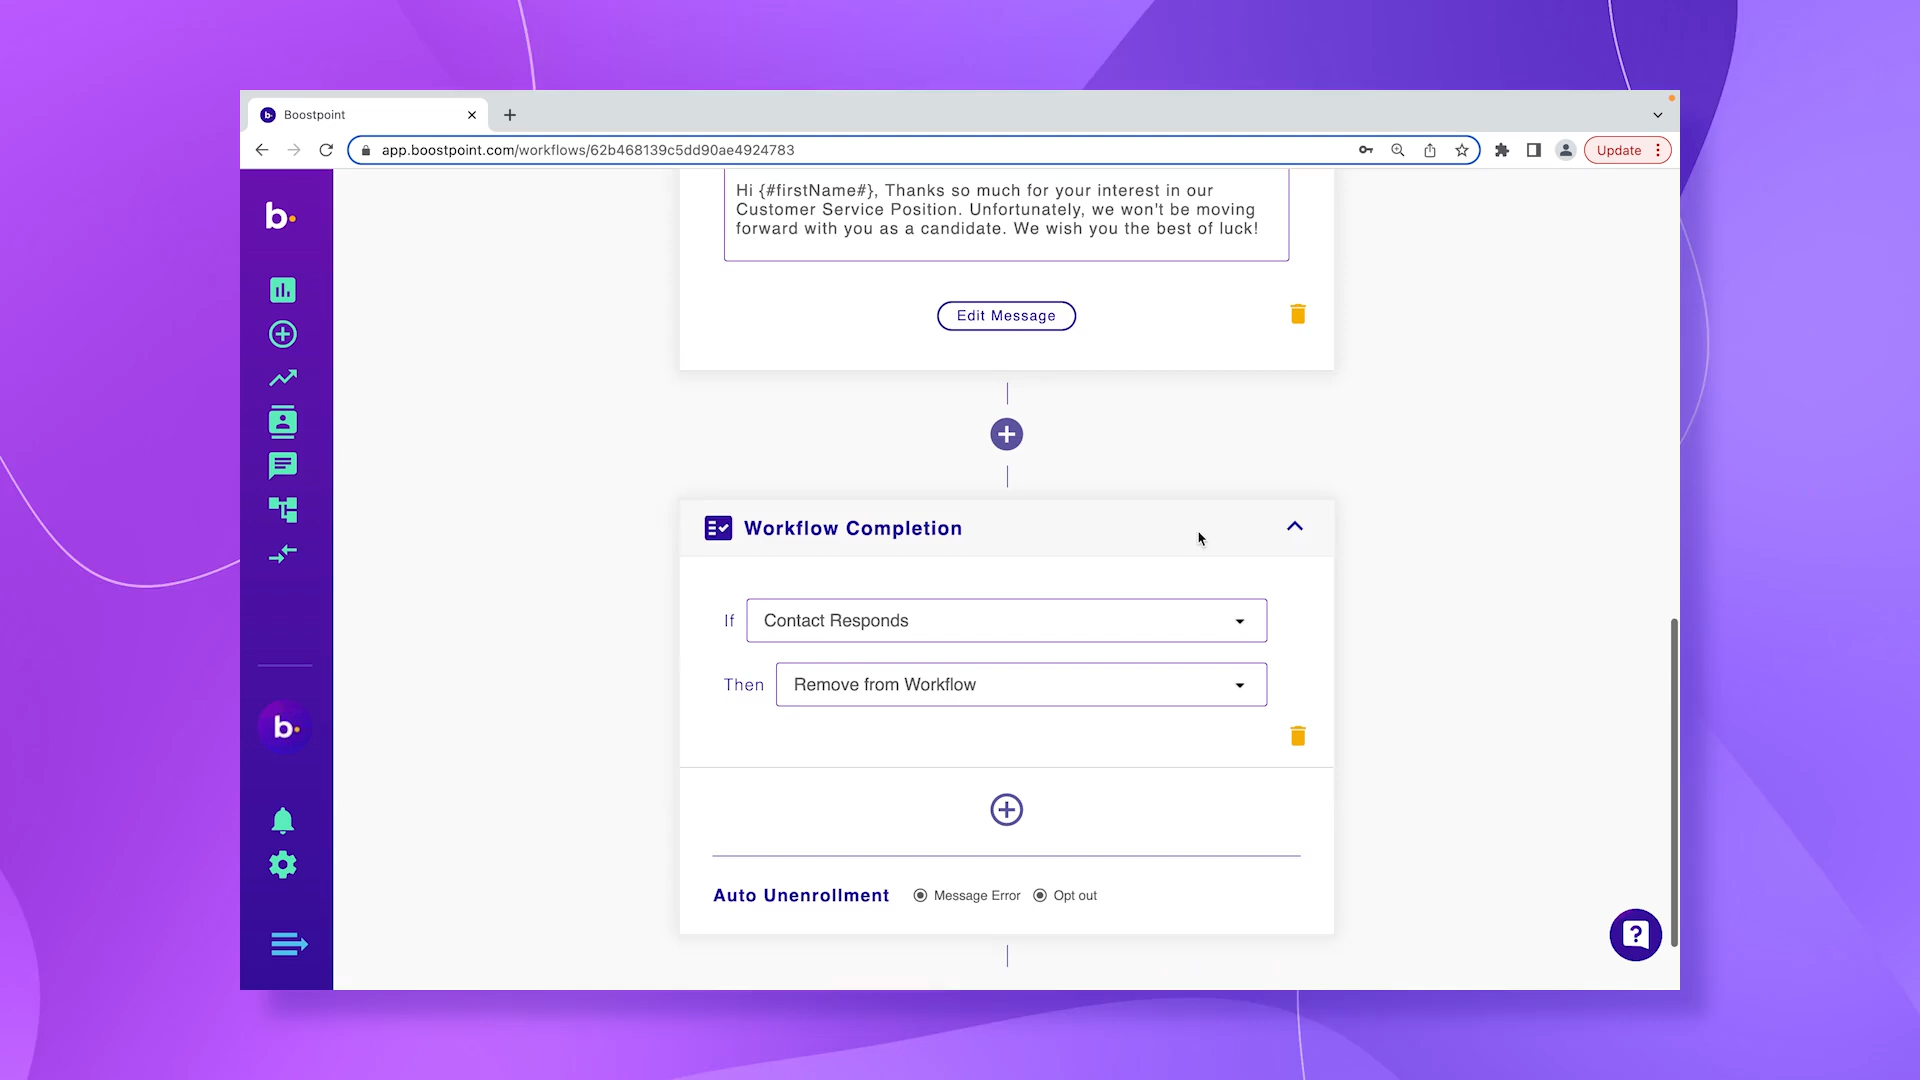 Boostpoint
app.boostpoint.com/workflows/62b468139c5dd90ae4924783
Update
b.
Hi {#firstName#}, Thanks so much for your interest in our
Customer Service Position. Unfortunately, we won't be moving
forward with you as a candidate. We wish you the best of luck!
Edit Message
Workflow Completion
If Contact Responds
Then Remove from Workflow
b.
Auto Unenrollment Message Error Opt out